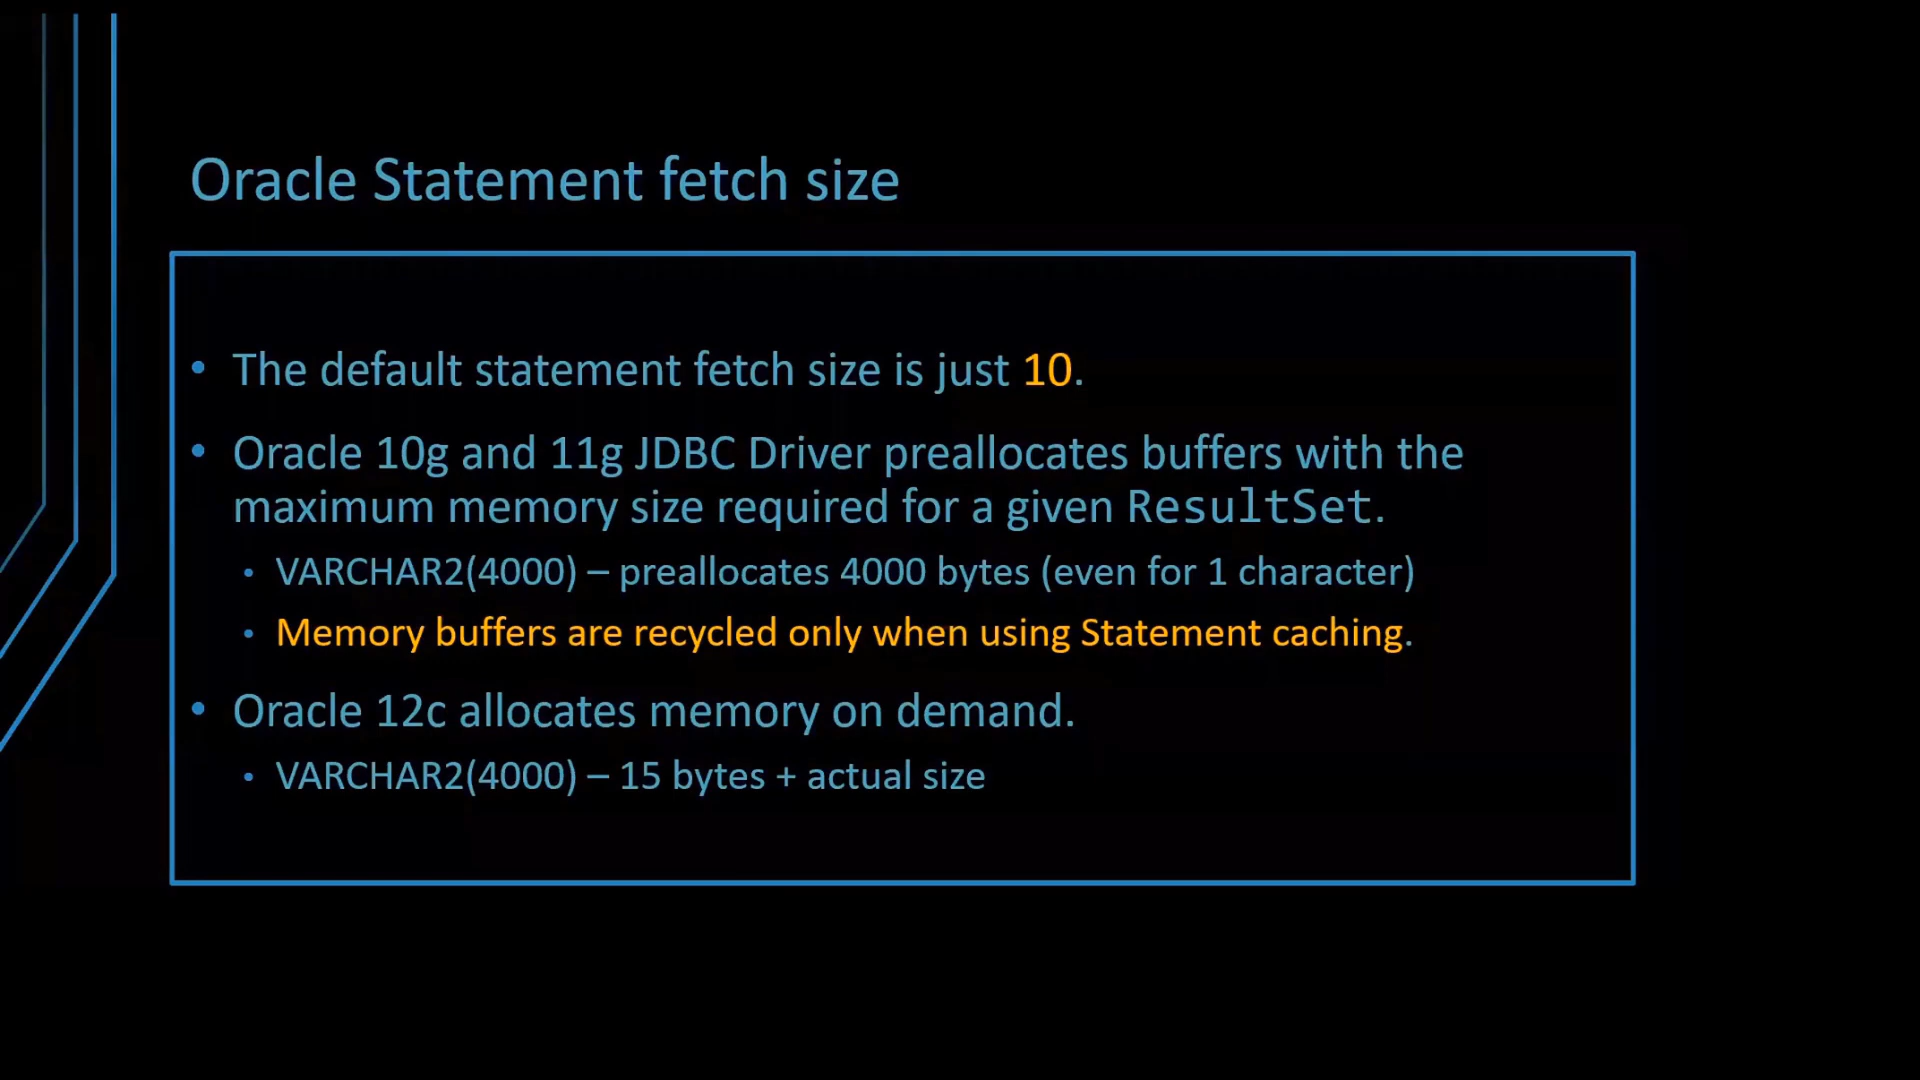 Oracle Statement fetch size
• The default statement fetch size is just 10.
• Oracle 10g and 11g JDBC Driver preallocates buffers with the
maximum memory size required for a given ResultSet.
• VARCHAR2(4000) – preallocates 4000 bytes (even for 1 character)
• Memory buffers are recycled only when using Statement caching.
• Oracle 12c allocates memory on demand.
• VARCHAR2(4000) – 15 bytes + actual size